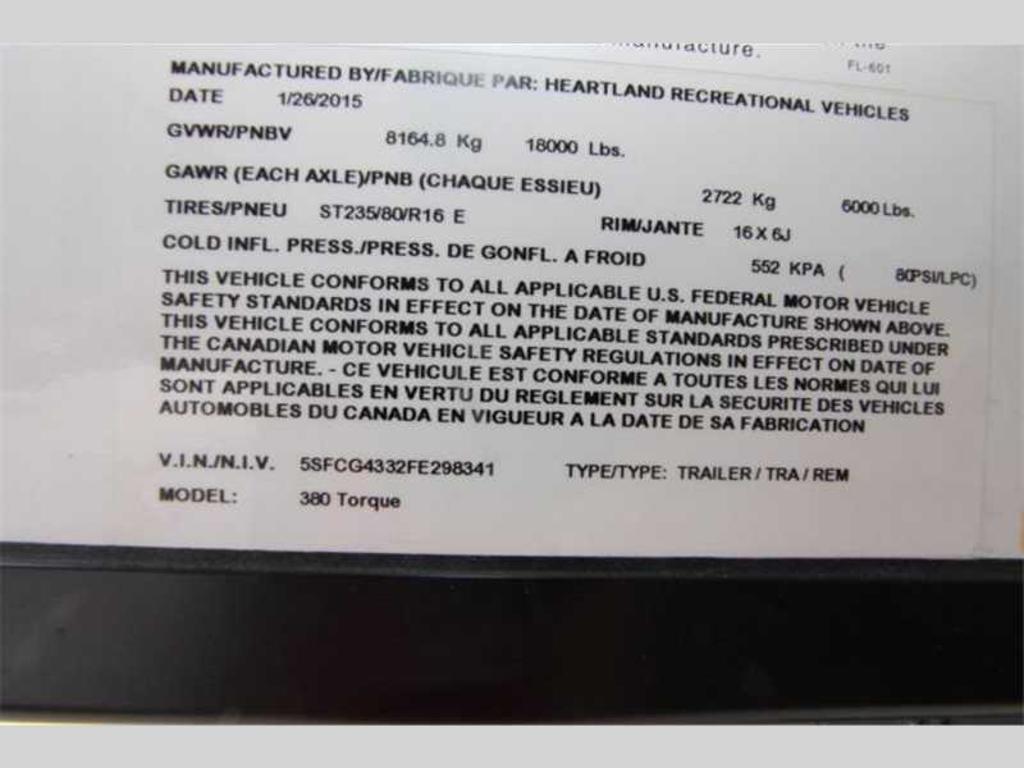 manufacture. the
FL-601
MANUFACTURED BY/FABRIQUE PAR: HEARTLAND RECREATIONAL VEHICLES
DATE 1/26/2015
GVWR/PNBV 8164.8 Kg 18000 Lbs.
GAWR (EACH AXLE)/PNB (CHAQUE ESSIEU) 2722 Kg 6000 Lbs.
TIRES/PNEU ST235/80/R16 E RIM/JANTE 16 X 6J
COLD INFL. PRESS./PRESS. DE GONFL. A FROID 552 KPA ( 80PSI/LPC)
THIS VEHICLE CONFORMS TO ALL APPLICABLE U.S. FEDERAL MOTOR VEHICLE
SAFETY STANDARDS IN EFFECT ON THE DATE OF MANUFACTURE SHOWN ABOVE.
THIS VEHICLE CONFORMS TO ALL APPLICABLE STANDARDS PRESCRIBED UNDER
THE CANADIAN MOTOR VEHICLE SAFETY REGULATIONS IN EFFECT ON DATE OF
MANUFACTURE. - CE VEHICULE EST CONFORME A TOUTES LES NORMES QUI LUI
SONT APPLICABLES EN VERTU DU REGLEMENT SUR LA SECURITE DES VEHICLES
AUTOMOBLES DU CANADA EN VIGUEUR A LA DATE DE SA FABRICATION
V.I.N./N.I.V. 5SFCG4332FE298341 TYPE/TYPE: TRAILER / TRA / REM
MODEL: 380 Torque